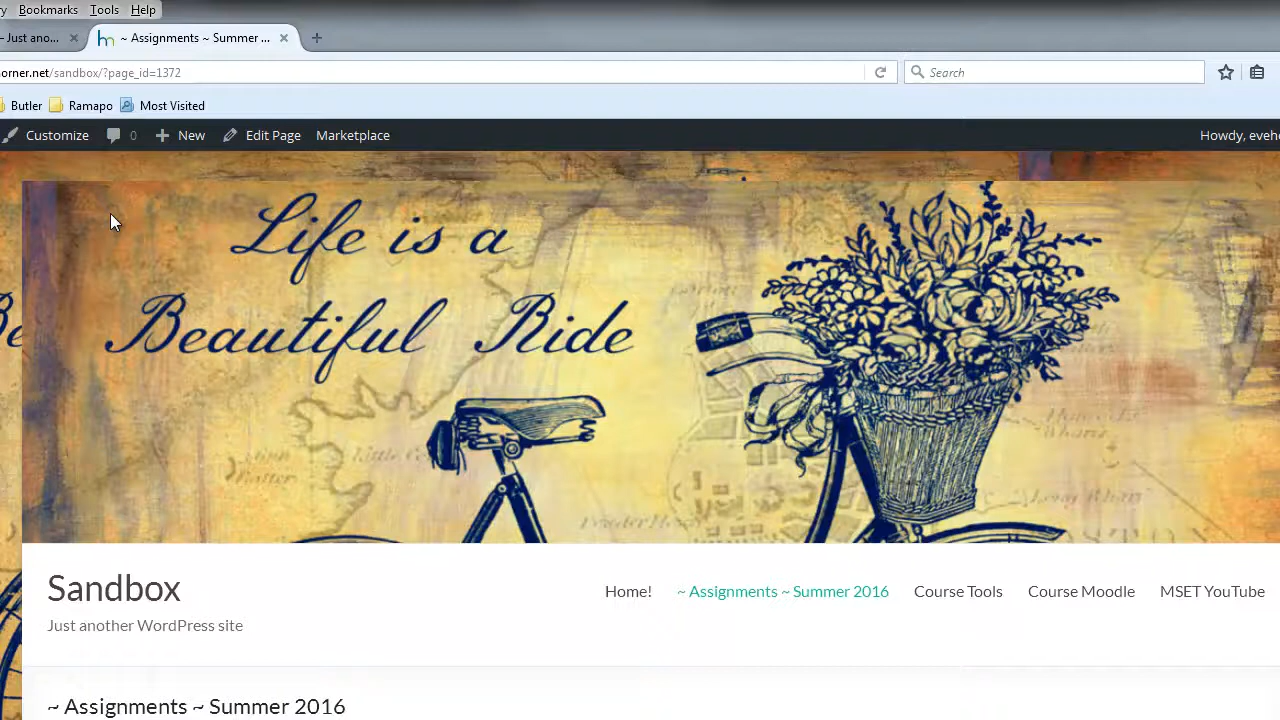 Bookmarks Tools Help
- Just ano... ~ Assignments ~ Summer ...
orner.net/sandbox/?page_id=1372 Search
Butler Ramapo Most Visited
Customize 0 New Edit Page Marketplace Howdy, eveh
Life is a
Beautiful Ride
Sandbox
Home! ~ Assignments ~ Summer 2016 Course Tools Course Moodle MSET YouTube
Just another WordPress site
~ Assignments ~ Summer 2016